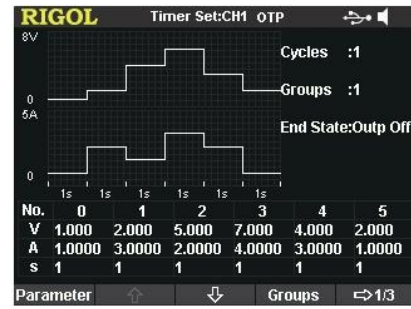 RIGOL Timer Set:CH1 OTP
8V
Cycles :1
0
Groups :1
5A
End State:Outp Off
0
1s 1s 1s 1s 1s 1s
No. 0 1 2 3 4 5
V 1.000 2.000 5.000 7.000 4.000 2.000
A 1.0000 3.0000 2.0000 4.0000 3.0000 1.0000
s 1 1 1 1 1 1
Parameter Groups 1/3